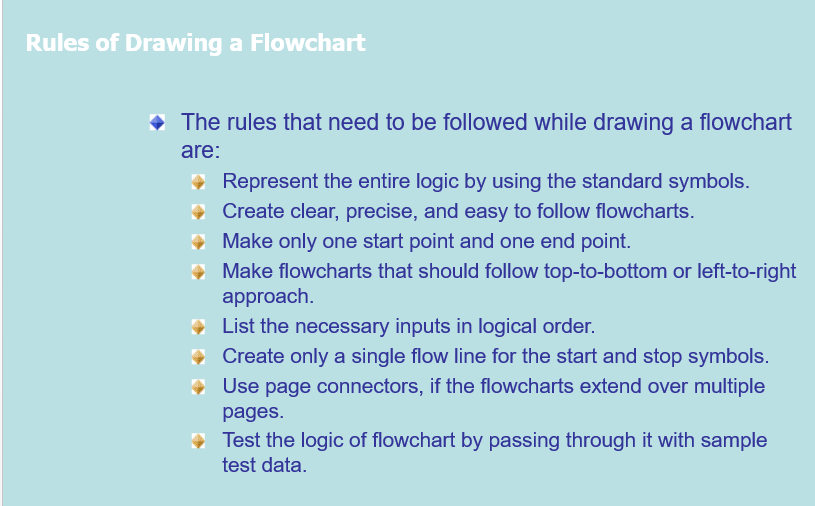 Rules of Drawing a Flowchart
The rules that need to be followed while drawing a flowchart
are:
Represent the entire logic by using the standard symbols.
Create clear, precise, and easy to follow flowcharts.
Make only one start point and one end point.
Make flowcharts that should follow top-to-bottom or left-to-right
approach.
List the necessary inputs in logical order.
Create only a single flow line for the start and stop symbols.
Use page connectors, if the flowcharts extend over multiple
pages.
Test the logic of flowchart by passing through it with sample
test data.